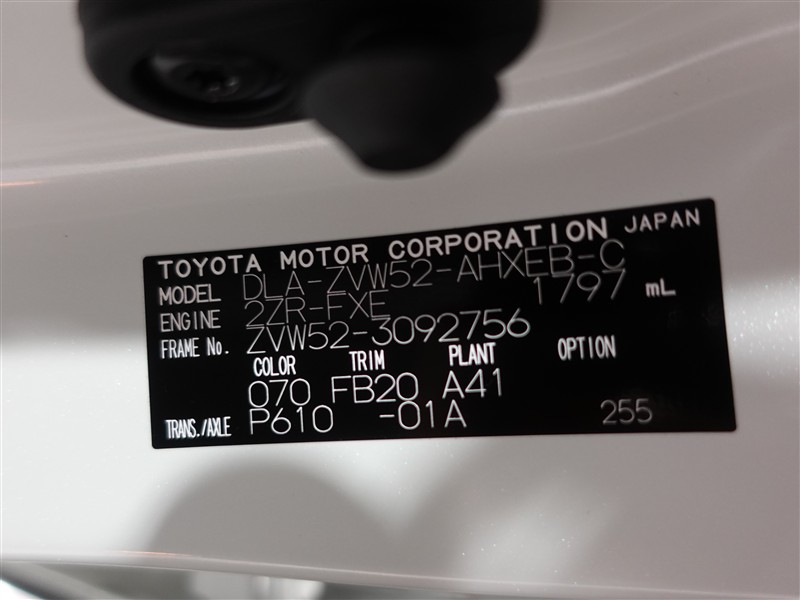 TOYOTA MOTOR CORPORATION JAPAN
MODEL DLA-ZVW52-AHXEB-C
ENGINE 2ZR-FXE 1797 mL
FRAME No. ZVW52-3092756
COLOR TRIM PLANT OPTION
070 FB20 A41
TRANS./AXLE P610 -01A 255